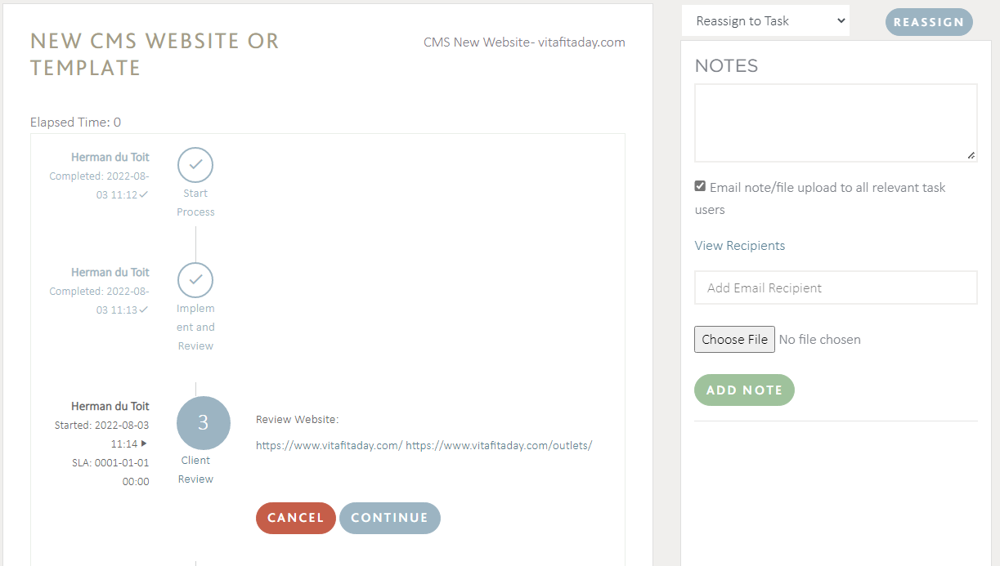 NEW CMS WEBSITE OR
TEMPLATE
CMS New Website- vitafitaday.com
Elapsed Time: 0
Herman du Toit
Completed: 2022-08-
03 11:12
Start
Process
Herman du Toit
Completed: 2022-08-
03 11:13
Implem
ent and
Review
Herman du Toit
Started: 2022-08-03
11:14
SLA: 0001-01-01
00:00
3
Client
Review
Review Website:
https://www.vitafitaday.com/ https://www.vitafitaday.com/outlets/
CANCEL CONTINUE
Reassign to Task
REASSIGN
NOTES
Email note/file upload to all relevant task
users
View Recipients
Add Email Recipient
Choose File No file chosen
ADD NOTE